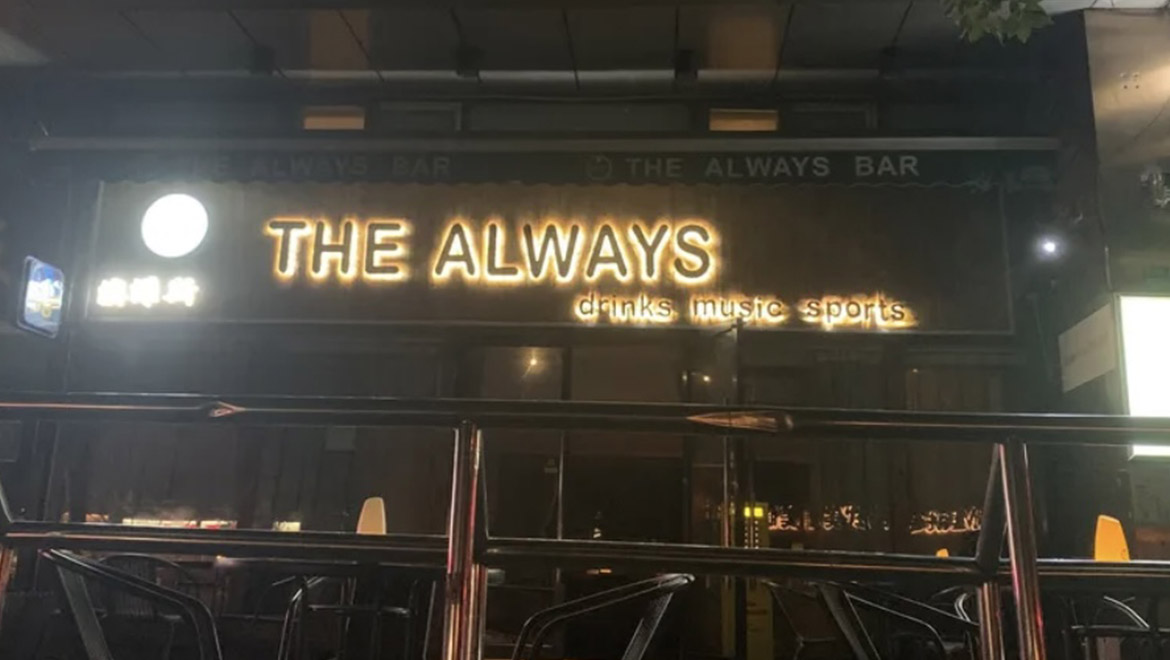 THE ALWAYS BAR
THE ALWAYS BAR
THE ALWAYS
drinks music sports